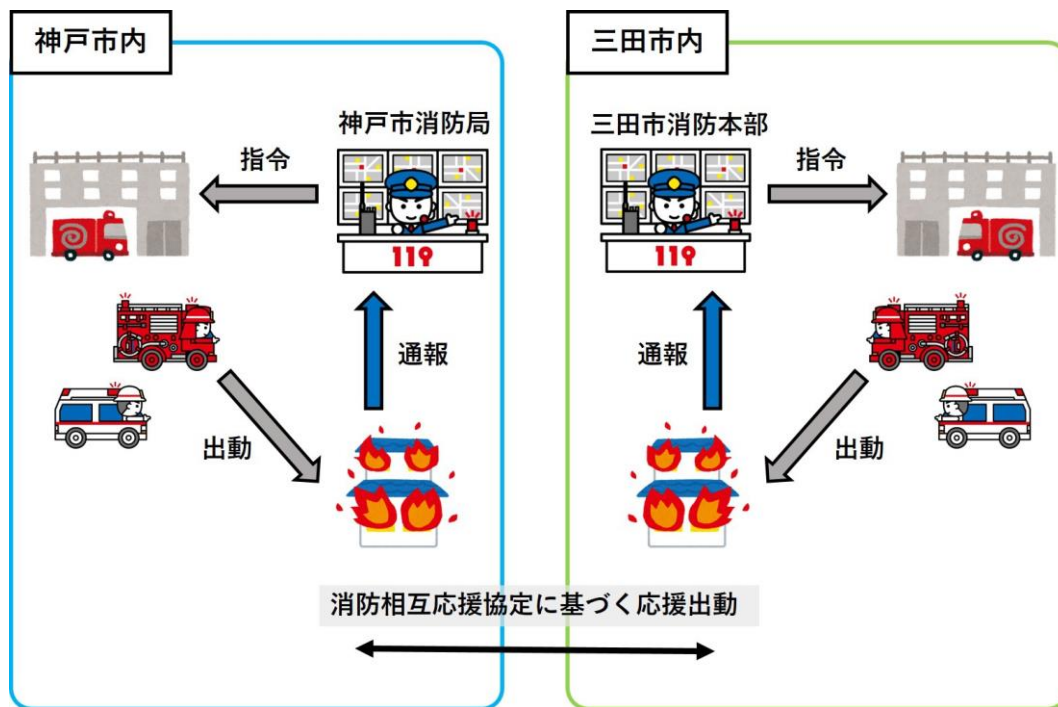 神戸市内
三田市内
神戸市消防局
三田市消防本部
指令
指令
119
119
通報
通報
出動
出動
消防相互応援協定に基づく応援出動